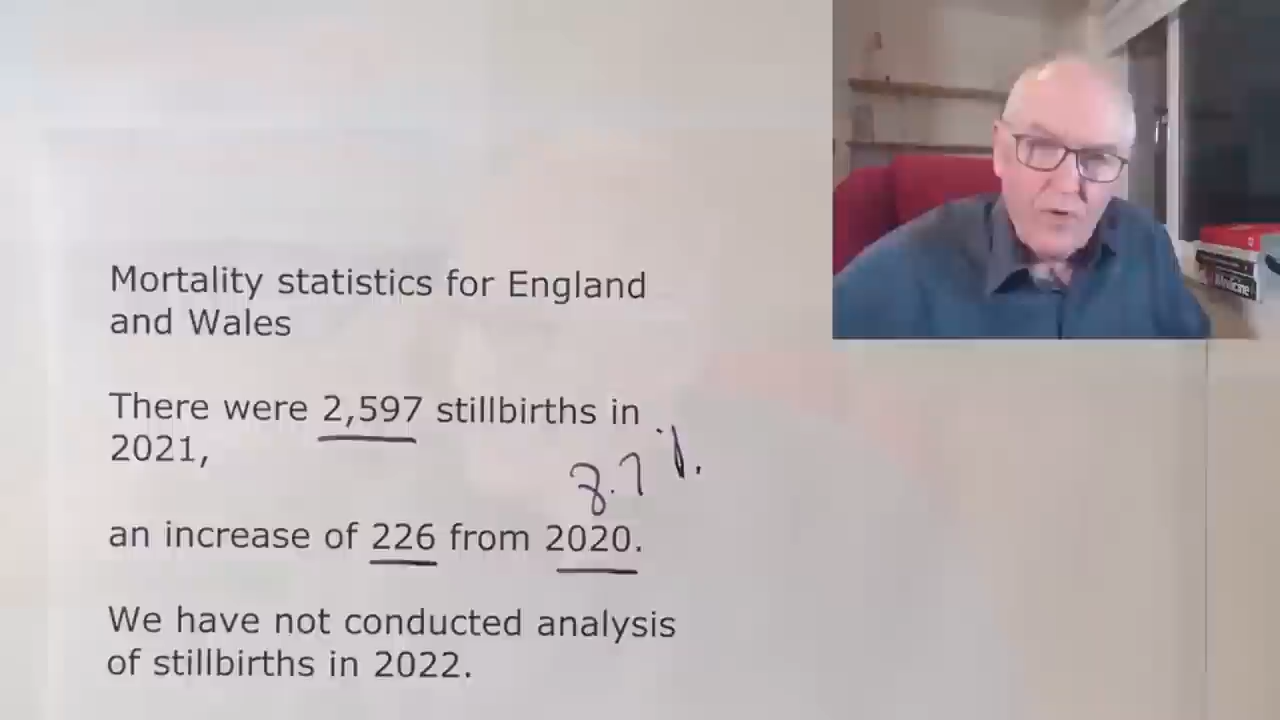 Mortality statistics for England
and Wales
There were 2,597 stillbirths in
2021,
8.7 %.
an increase of 226 from 2020.
We have not conducted analysis
of stillbirths in 2022.
Medicine